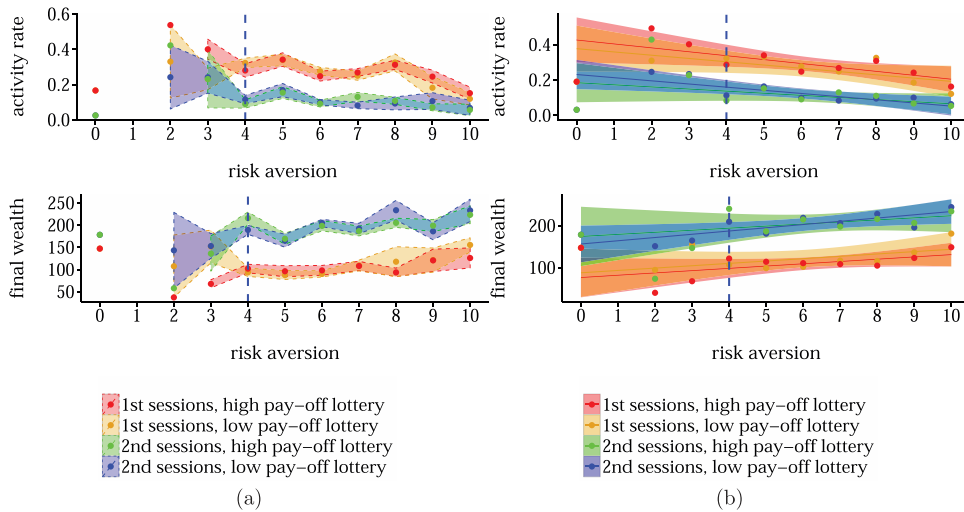 activity rate
0.6
0.4
0.2
0.0
0 1 2 3 4 5 6 7 8 9 10
risk aversion
final wealth
250
200
150
100
50
0 1 2 3 4 5 6 7 8 9 10
risk aversion
1st sessions, high pay–off lottery
1st sessions, low pay–off lottery
2nd sessions, high pay–off lottery
2nd sessions, low pay–off lottery
(a)
activity rate
0.4
0.2
0.0
0 1 2 3 4 5 6 7 8 9 10
risk aversion
final wealth
200
100
0 1 2 3 4 5 6 7 8 9 10
risk aversion
1st sessions, high pay–off lottery
1st sessions, low pay–off lottery
2nd sessions, high pay–off lottery
2nd sessions, low pay–off lottery
(b)